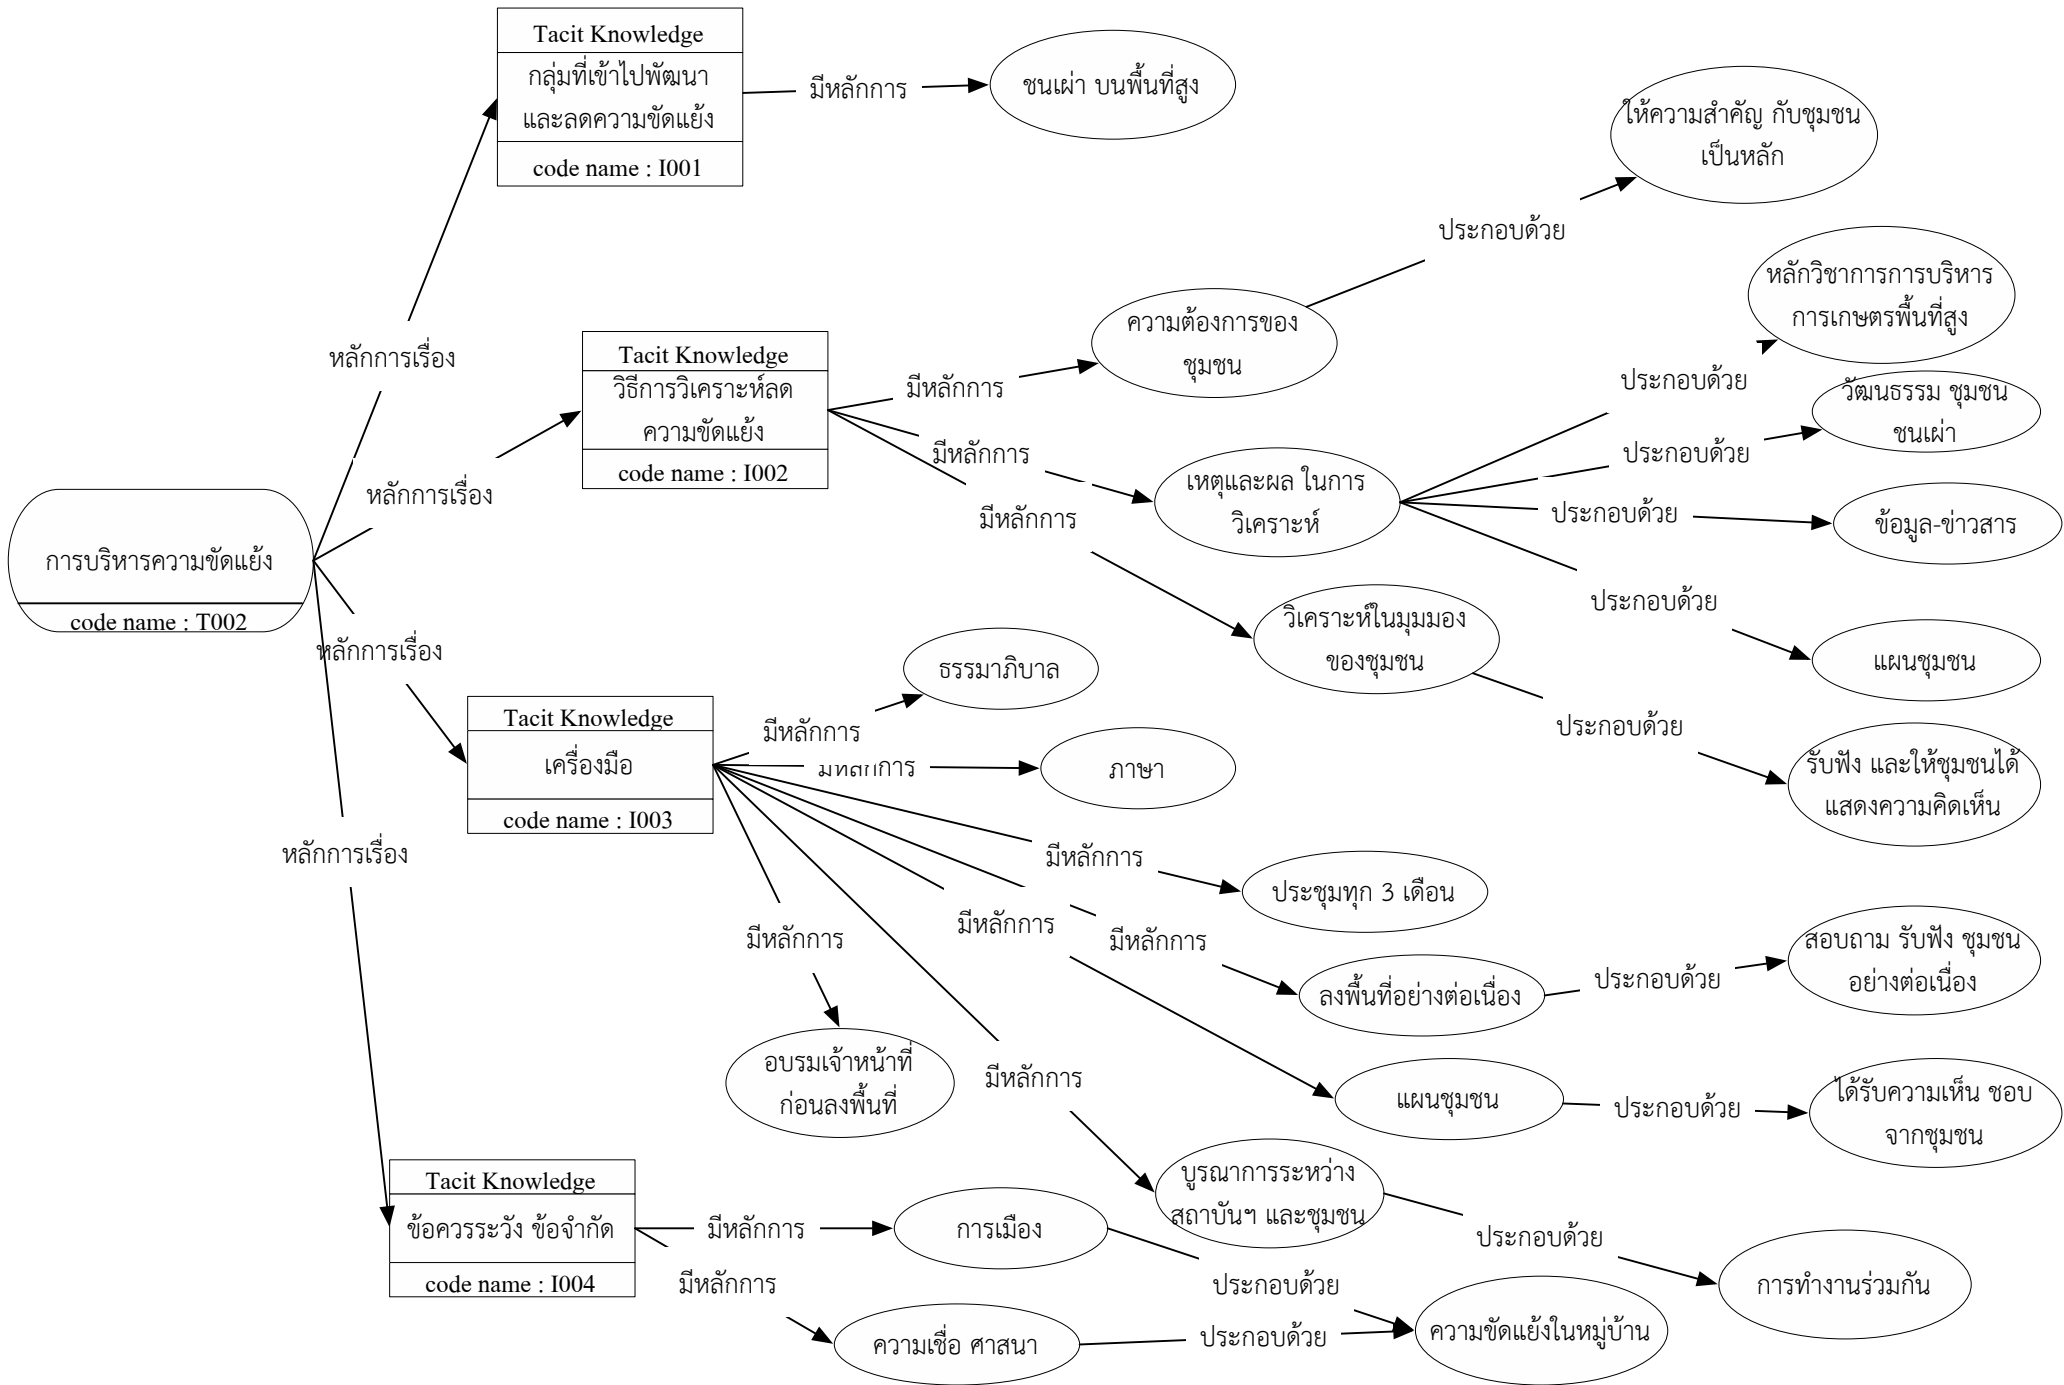 Tacit Knowledge
กลุ่มที่เข้าไปพัฒนา
และลดความขัดแย้ง
code name : I001
มีหลักการ
ชนเผ่า บนพื้นที่สูง
ให้ความสำคัญ กับชุมชน
เป็นหลัก
ประกอบด้วย
หลักการเรื่อง
Tacit Knowledge
วิธีการวิเคราะห์ลด
ความขัดแย้ง
code name : I002
มีหลักการ
ความต้องการของ
ชุมชน
หลักวิชาการการบริหาร
การเกษตรพื้นที่สูง
ประกอบด้วย
วัฒนธรรม ชุมชน
ชนเผ่า
ประกอบด้วย
มีหลักการ
เหตุและผล ในการ
วิเคราะห์
หลักการเรื่อง
มีหลักการ
ประกอบด้วย
ข้อมูล-ข่าวสาร
การบริหารความขัดแย้ง
code name : T002
ประกอบด้วย
แผนชุมชน
วิเคราะห์ในมุมมอง
ของชุมชน
ประกอบด้วย
รับฟัง และให้ชุมชนได้
แสดงความคิดเห็น
หลักการเรื่อง
Tacit Knowledge
เครื่องมือ
code name : I003
มีหลักการ
ธรรมาภิบาล
มีหลักการ
ภาษา
หลักการเรื่อง
มีหลักการ
ประชุมทุก 3 เดือน
มีหลักการ
มีหลักการ
มีหลักการ
ลงพื้นที่อย่างต่อเนื่อง
ประกอบด้วย
สอบถาม รับฟัง ชุมชน
อย่างต่อเนื่อง
อบรมเจ้าหน้าที่
ก่อนลงพื้นที่
มีหลักการ
แผนชุมชน
ประกอบด้วย
ได้รับความเห็น ชอบ
จากชุมชน
บูรณาการระหว่าง
สถาบันฯ และชุมชน
ประกอบด้วย
การทำงานร่วมกัน
Tacit Knowledge
ข้อควรระวัง ข้อจำกัด
code name : I004
มีหลักการ
การเมือง
ประกอบด้วย
มีหลักการ
ความเชื่อ ศาสนา
ประกอบด้วย
ความขัดแย้งในหมู่บ้าน